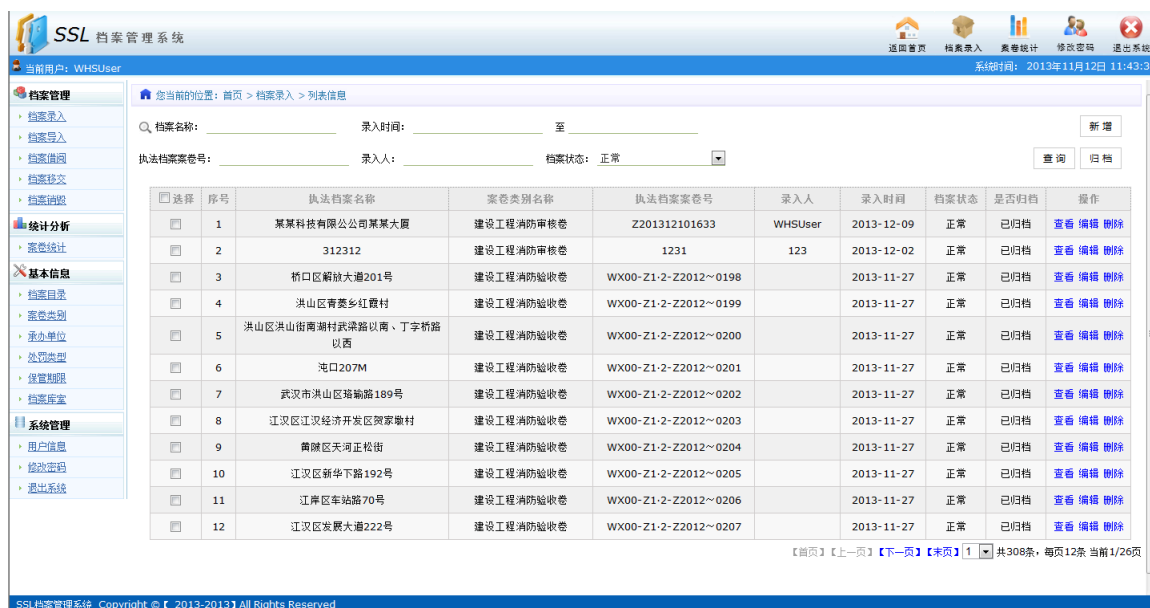 SSL 档案管理系统
返回首页 档案录入 案卷统计 修改密码 退出系统
当前用户: WHSUser 系统时间: 2013年11月12日 11:43:3
档案管理
档案录入
档案导入
档案借阅
档案移交
档案销毁
统计分析
案卷统计
基本信息
档案目录
案卷类别
承办单位
处罚类型
保管期限
档案库室
系统管理
用户信息
修改密码
退出系统
您当前的位置: 首页 > 档案录入 > 列表信息
档案名称: 录入时间: 至 新增
执法档案案卷号: 录入人: 档案状态: 正常 查询 归档
选择 序号 执法档案名称 案卷类别名称 执法档案案卷号 录入人 录入时间 档案状态 是否归档 操作
1 某某科技有限公公司某某大厦 建设工程消防审核卷 Z201312101633 WHSUser 2013-12-09 正常 已归档 查看 编辑 删除
2 312312 建设工程消防审核卷 1231 123 2013-12-02 正常 已归档 查看 编辑 删除
3 桥口区解放大道201号 建设工程消防验收卷 WX00-Z1·2-Z2012~0198 2013-11-27 正常 已归档 查看 编辑 删除
4 洪山区青菱乡红霞村 建设工程消防验收卷 WX00-Z1·2-Z2012~0199 2013-11-27 正常 已归档 查看 编辑 删除
5 洪山区洪山街南湖村武梁路以南、丁字桥路以西 建设工程消防验收卷 WX00-Z1·2-Z2012~0200 2013-11-27 正常 已归档 查看 编辑 删除
6 沌口207M 建设工程消防验收卷 WX00-Z1·2-Z2012~0201 2013-11-27 正常 已归档 查看 编辑 删除
7 武汉市洪山区珞瑜路189号 建设工程消防验收卷 WX00-Z1·2-Z2012~0202 2013-11-27 正常 已归档 查看 编辑 删除
8 江汉区江汉经济开发区贺家墩村 建设工程消防验收卷 WX00-Z1·2-Z2012~0203 2013-11-27 正常 已归档 查看 编辑 删除
9 黄陂区天河正松街 建设工程消防验收卷 WX00-Z1·2-Z2012~0204 2013-11-27 正常 已归档 查看 编辑 删除
10 江汉区新华下路192号 建设工程消防验收卷 WX00-Z1·2-Z2012~0205 2013-11-27 正常 已归档 查看 编辑 删除
11 江岸区车站路70号 建设工程消防验收卷 WX00-Z1·2-Z2012~0206 2013-11-27 正常 已归档 查看 编辑 删除
12 江汉区发展大道222号 建设工程消防验收卷 WX00-Z1·2-Z2012~0207 2013-11-27 正常 已归档 查看 编辑 删除
【首页】【上一页】【下一页】【末页】 1 共308条, 每页12条 当前1/26页
SSL档案管理系统 Copyright ©【 2013-2013】All Rights Reserved